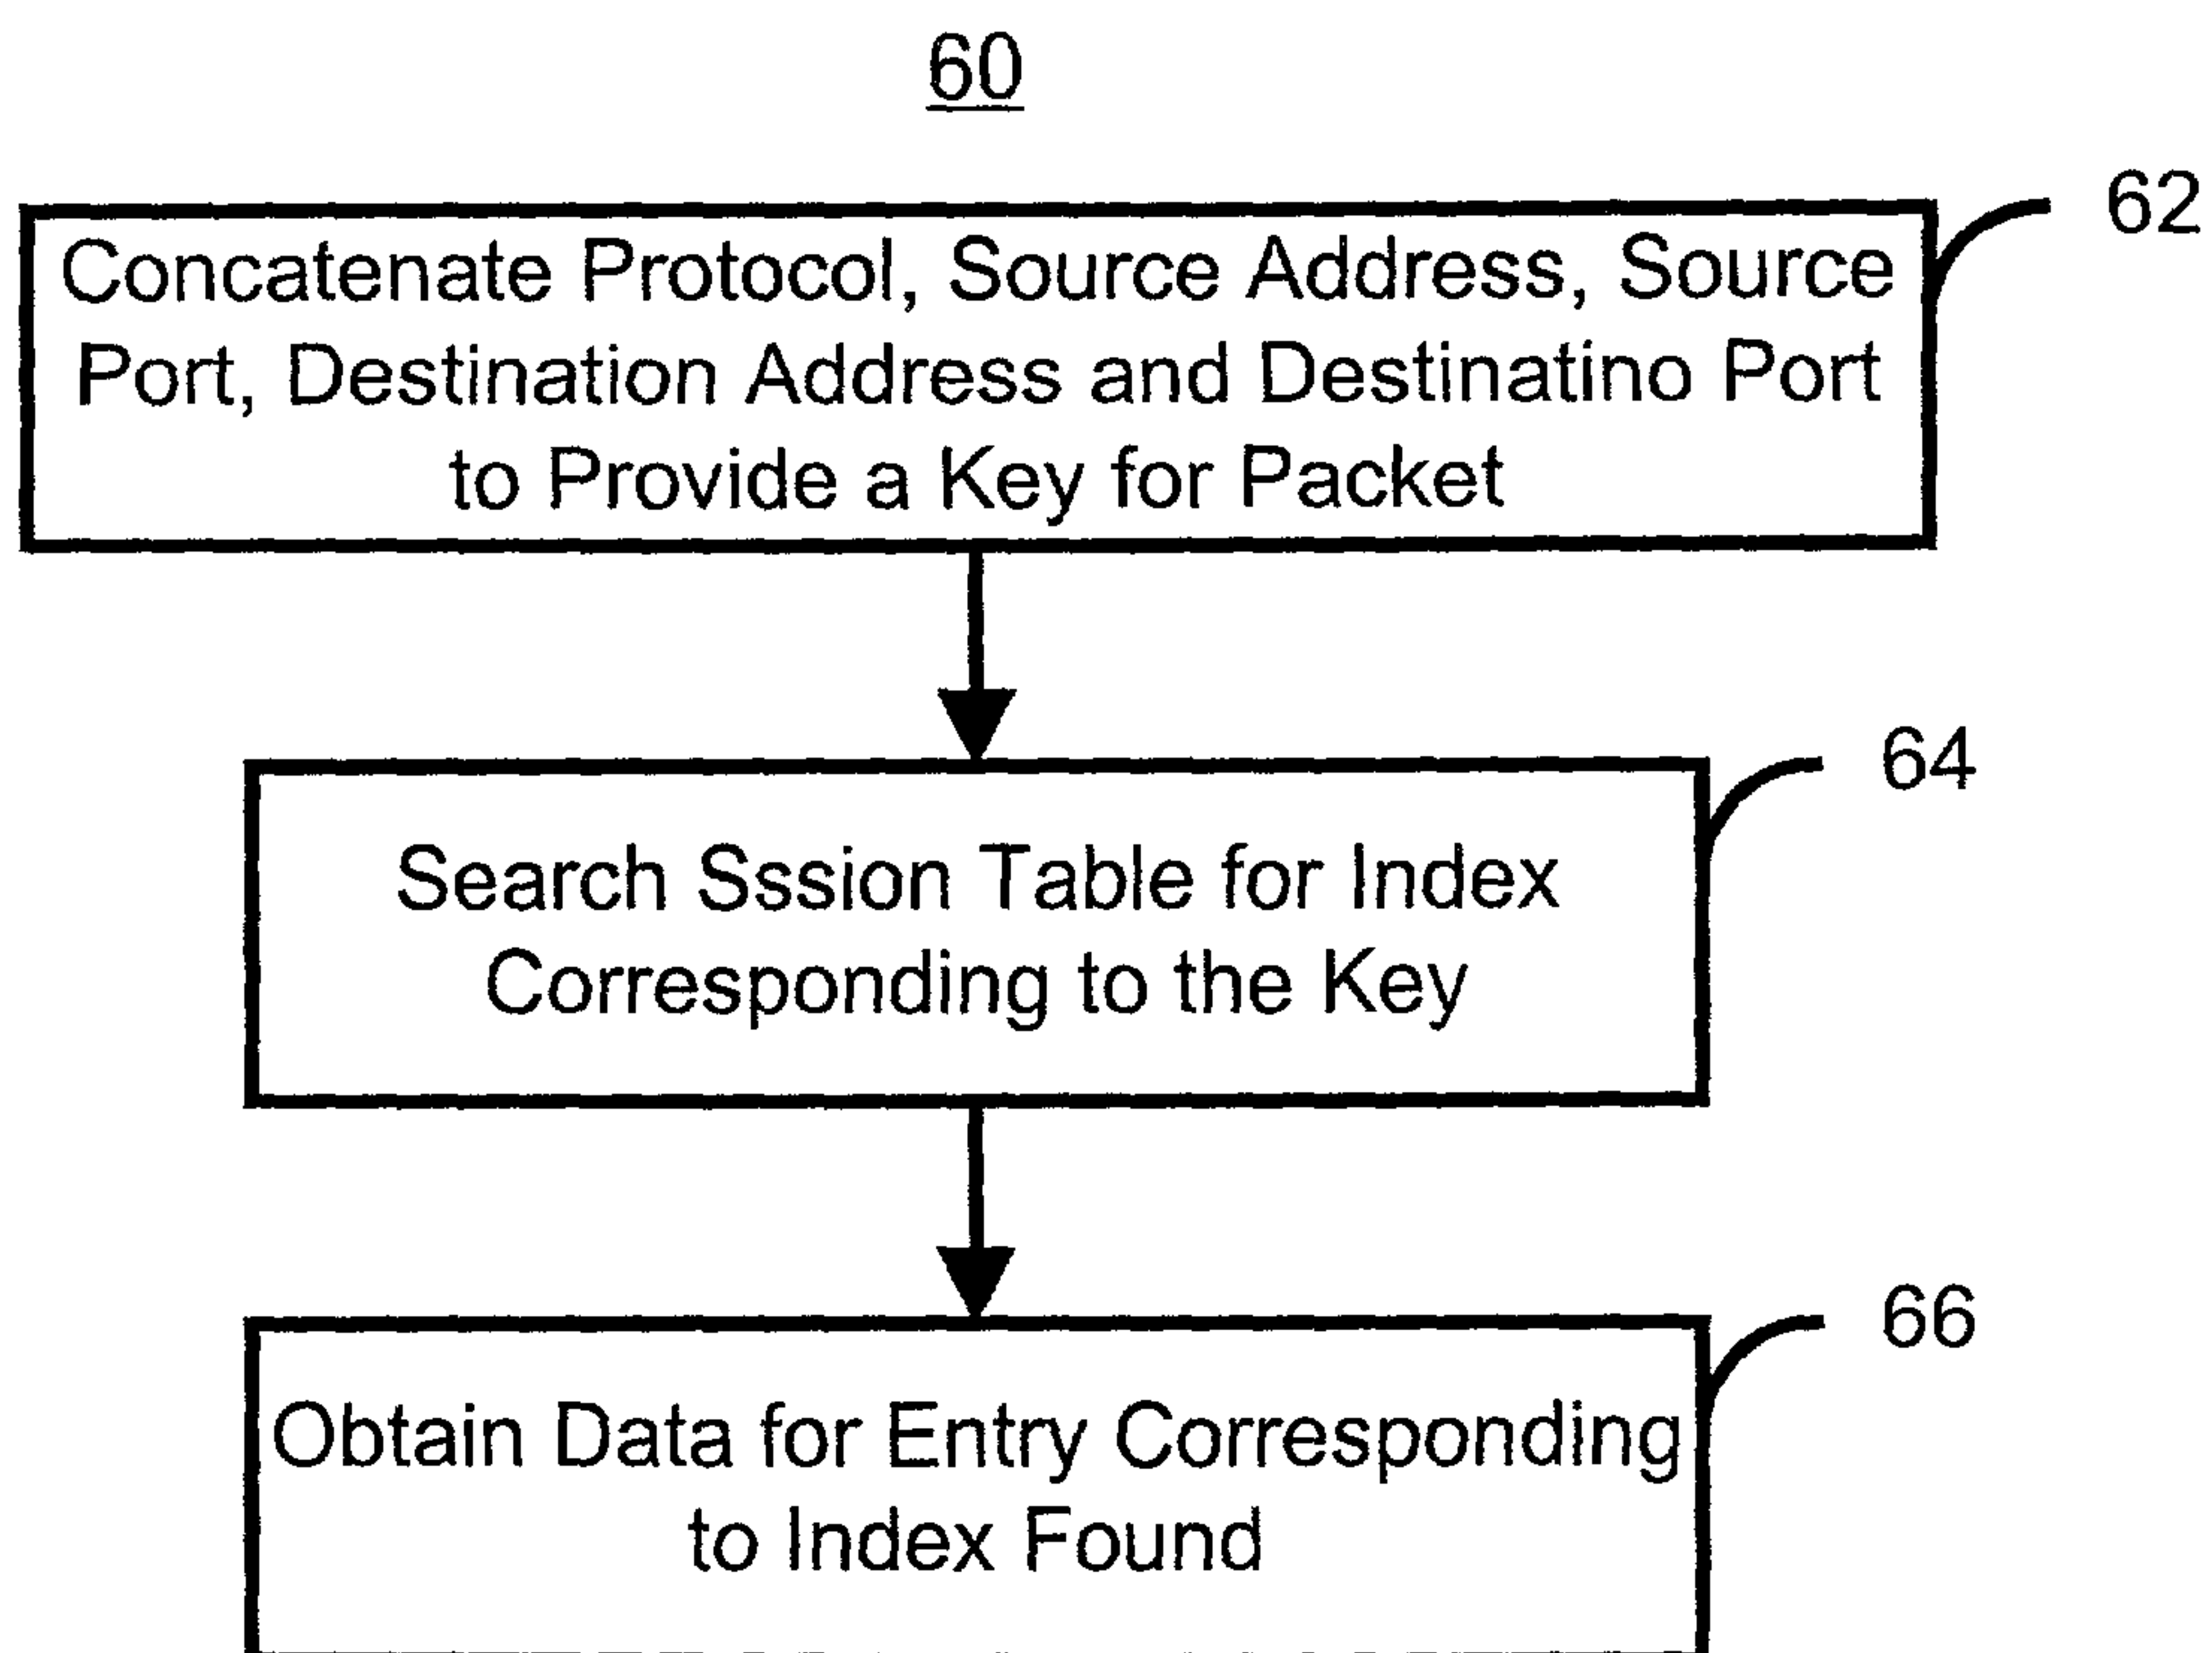 60
62
Concatenate Protocol, Source Address, Source
Port, Destination Address and Destinatino Port
to Provide a Key for Packet
64
Search Sssion Table for Index
Corresponding to the Key
66
Obtain Data for Entry Corresponding
to Index Found